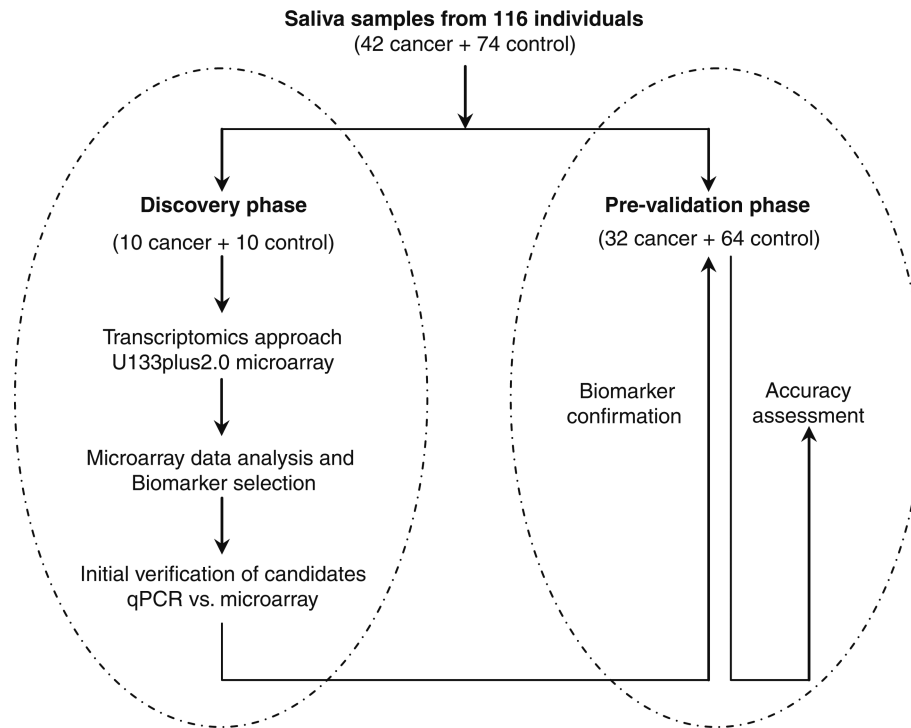 Saliva samples from 116 individuals
(42 cancer + 74 control)
Discovery phase
(10 cancer + 10 control)
Transcriptomics approach
U133plus2.0 microarray
Microarray data analysis and
Biomarker selection
Initial verification of candidates
qPCR vs. microarray
Pre-validation phase
(32 cancer + 64 control)
Biomarker
confirmation
Accuracy
assessment